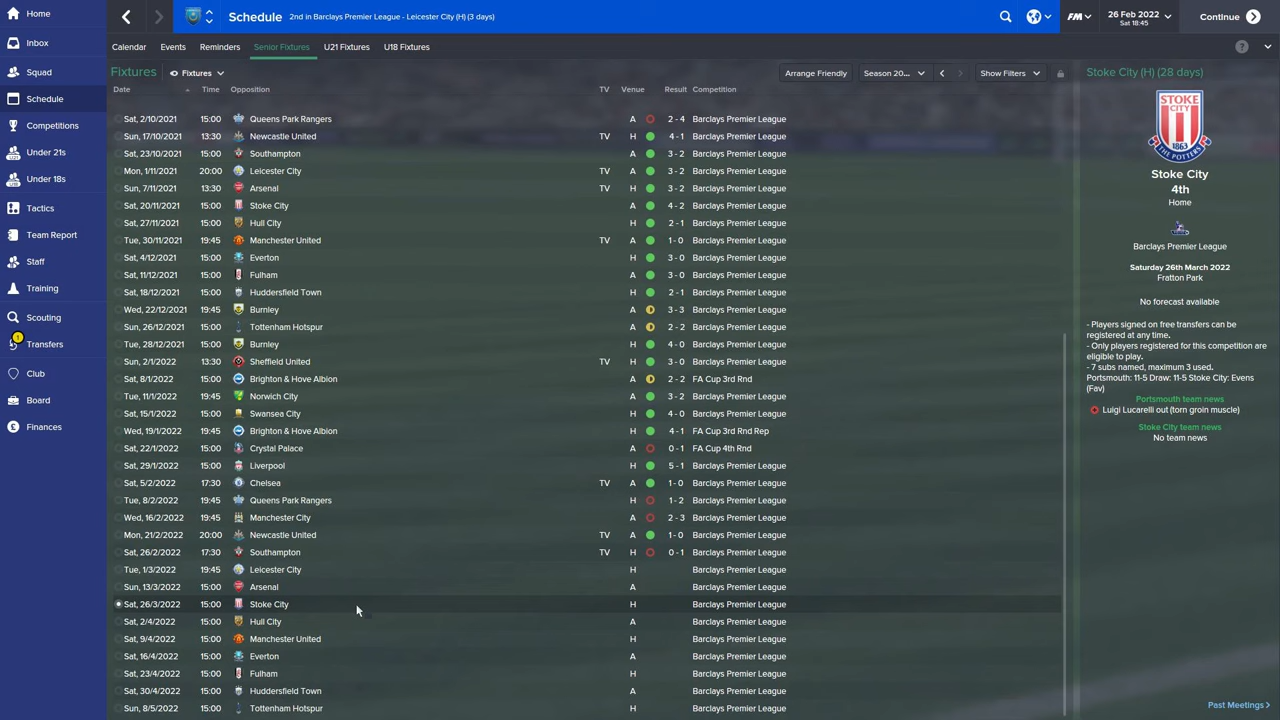 Home
Inbox
Squad
Schedule
Competitions
Under 21s
Under 18s
Tactics
Team Report
Staff
Training
Scouting
1
Transfers
Club
Board
Finances
Schedule 2nd in Barclays Premier League - Leicester City (H) (3 days)
FM
26 Feb 2022
Sat 18:45
Continue
Calendar Events Reminders Senior Fixtures U21 Fixtures U18 Fixtures
?
Fixtures Fixtures Arrange Friendly Season 20... Show Filters
Date Time Opposition TV Venue Result Competition
Sat, 2/10/2021 15:00 Queens Park Rangers A 2 - 4 Barclays Premier League
Sun, 17/10/2021 13:30 Newcastle United TV H 4 - 1 Barclays Premier League
Sat, 23/10/2021 15:00 Southampton A 3 - 2 Barclays Premier League
Mon, 1/11/2021 20:00 Leicester City TV A 3 - 2 Barclays Premier League
Sun, 7/11/2021 13:30 Arsenal TV H 3 - 2 Barclays Premier League
Sat, 20/11/2021 15:00 Stoke City A 4 - 2 Barclays Premier League
Sat, 27/11/2021 15:00 Hull City H 2 - 1 Barclays Premier League
Tue, 30/11/2021 19:45 Manchester United TV A 1 - 0 Barclays Premier League
Sat, 4/12/2021 15:00 Everton H 3 - 0 Barclays Premier League
Sat, 11/12/2021 15:00 Fulham A 3 - 0 Barclays Premier League
Sat, 18/12/2021 15:00 Huddersfield Town H 2 - 1 Barclays Premier League
Wed, 22/12/2021 19:45 Burnley A 3 - 3 Barclays Premier League
Sun, 26/12/2021 15:00 Tottenham Hotspur A 2 - 2 Barclays Premier League
Tue, 28/12/2021 15:00 Burnley H 4 - 0 Barclays Premier League
Sun, 2/1/2022 13:30 Sheffield United TV H 3 - 0 Barclays Premier League
Sat, 8/1/2022 15:00 Brighton & Hove Albion A 2 - 2 FA Cup 3rd Rnd
Tue, 11/1/2022 19:45 Norwich City A 3 - 2 Barclays Premier League
Sat, 15/1/2022 15:00 Swansea City H 4 - 0 Barclays Premier League
Wed, 19/1/2022 19:45 Brighton & Hove Albion H 4 - 1 FA Cup 3rd Rnd Rep
Sat, 22/1/2022 15:00 Crystal Palace A 0 - 1 FA Cup 4th Rnd
Sat, 29/1/2022 15:00 Liverpool H 5 - 1 Barclays Premier League
Sat, 5/2/2022 17:30 Chelsea TV A 1 - 0 Barclays Premier League
Tue, 8/2/2022 19:45 Queens Park Rangers H 1 - 2 Barclays Premier League
Wed, 16/2/2022 19:45 Manchester City A 2 - 3 Barclays Premier League
Mon, 21/2/2022 20:00 Newcastle United TV A 1 - 0 Barclays Premier League
Sat, 26/2/2022 17:30 Southampton TV H 0 - 1 Barclays Premier League
Tue, 1/3/2022 19:45 Leicester City H Barclays Premier League
Sun, 13/3/2022 15:00 Arsenal A Barclays Premier League
Sat, 26/3/2022 15:00 Stoke City H Barclays Premier League
Sat, 2/4/2022 15:00 Hull City A Barclays Premier League
Sat, 9/4/2022 15:00 Manchester United H Barclays Premier League
Sat, 16/4/2022 15:00 Everton A Barclays Premier League
Sat, 23/4/2022 15:00 Fulham H Barclays Premier League
Sat, 30/4/2022 15:00 Huddersfield Town A Barclays Premier League
Sun, 8/5/2022 15:00 Tottenham Hotspur H Barclays Premier League
Stoke City (H) (28 days)
STOKE
CITY
1863
THE POTTERS
Stoke City
4th
Home
Barclays Premier League
Saturday 26th March 2022
Fratton Park
No forecast available
- Players signed on free transfers can be
registered at any time.
- Only players registered for this competition are
eligible to play.
- 7 subs named, maximum 3 used.
Portsmouth: 11-5 Draw: 11-5 Stoke City: Evens
(Fav)
Portsmouth team news
Luigi Lucarelli out (torn groin muscle)
Stoke City team news
No team news
Past Meetings >